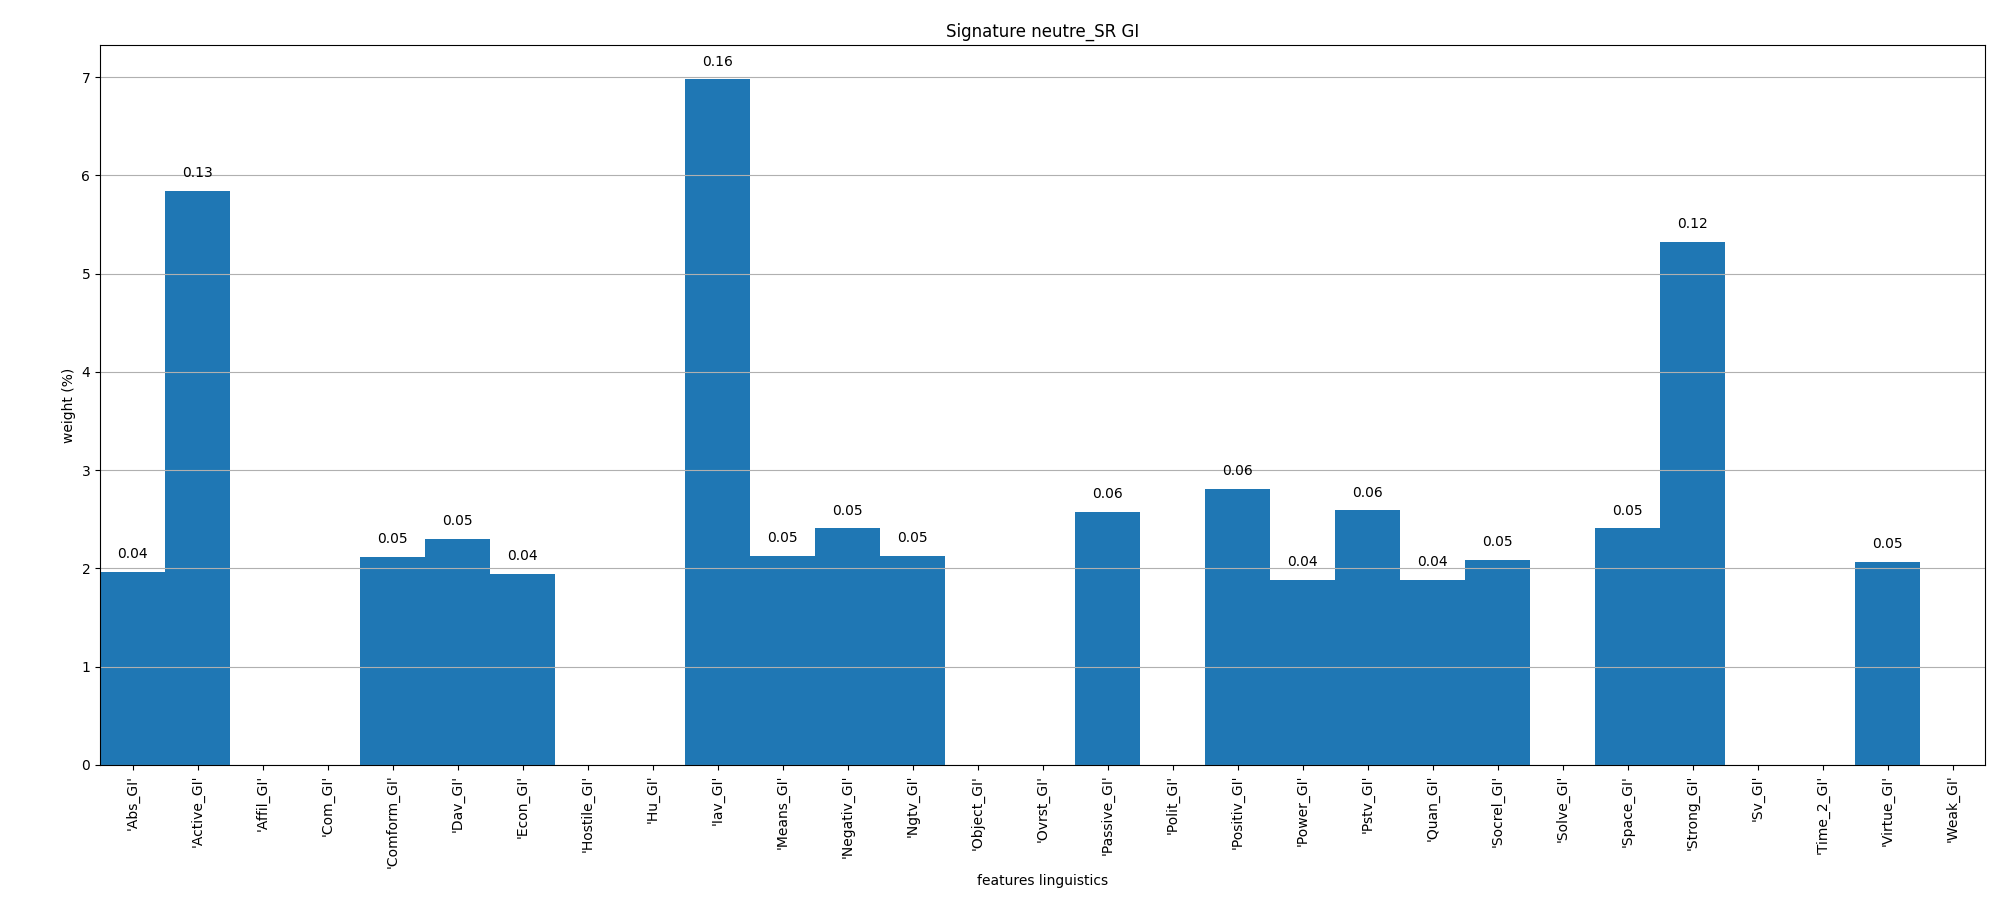 Signature neutre_SR GI
weight (%)
7
6
5
4
3
2
1
0
0.04
0.13
0.05
0.05
0.04
0.16
0.05
0.05
0.05
0.06
0.06
0.04
0.06
0.04
0.05
0.05
0.12
0.05
'Abs_GI'
'Active_GI'
'Affil_GI'
'Com_GI'
'Comform_GI'
'Dav_GI'
'Econ_GI'
'Hostile_GI'
'Hu_GI'
'Iav_GI'
'Means_GI'
'Negativ_GI'
'Ngtv_GI'
'Object_GI'
'Ovrst_GI'
'Passive_GI'
'Polit_GI'
'Positiv_GI'
'Power_GI'
'Pstv_GI'
'Quan_GI'
'Socrel_GI'
'Solve_GI'
'Space_GI'
'Strong_GI'
'Sv_GI'
'Time_2_GI'
'Virtue_GI'
'Weak_GI'
features linguistics